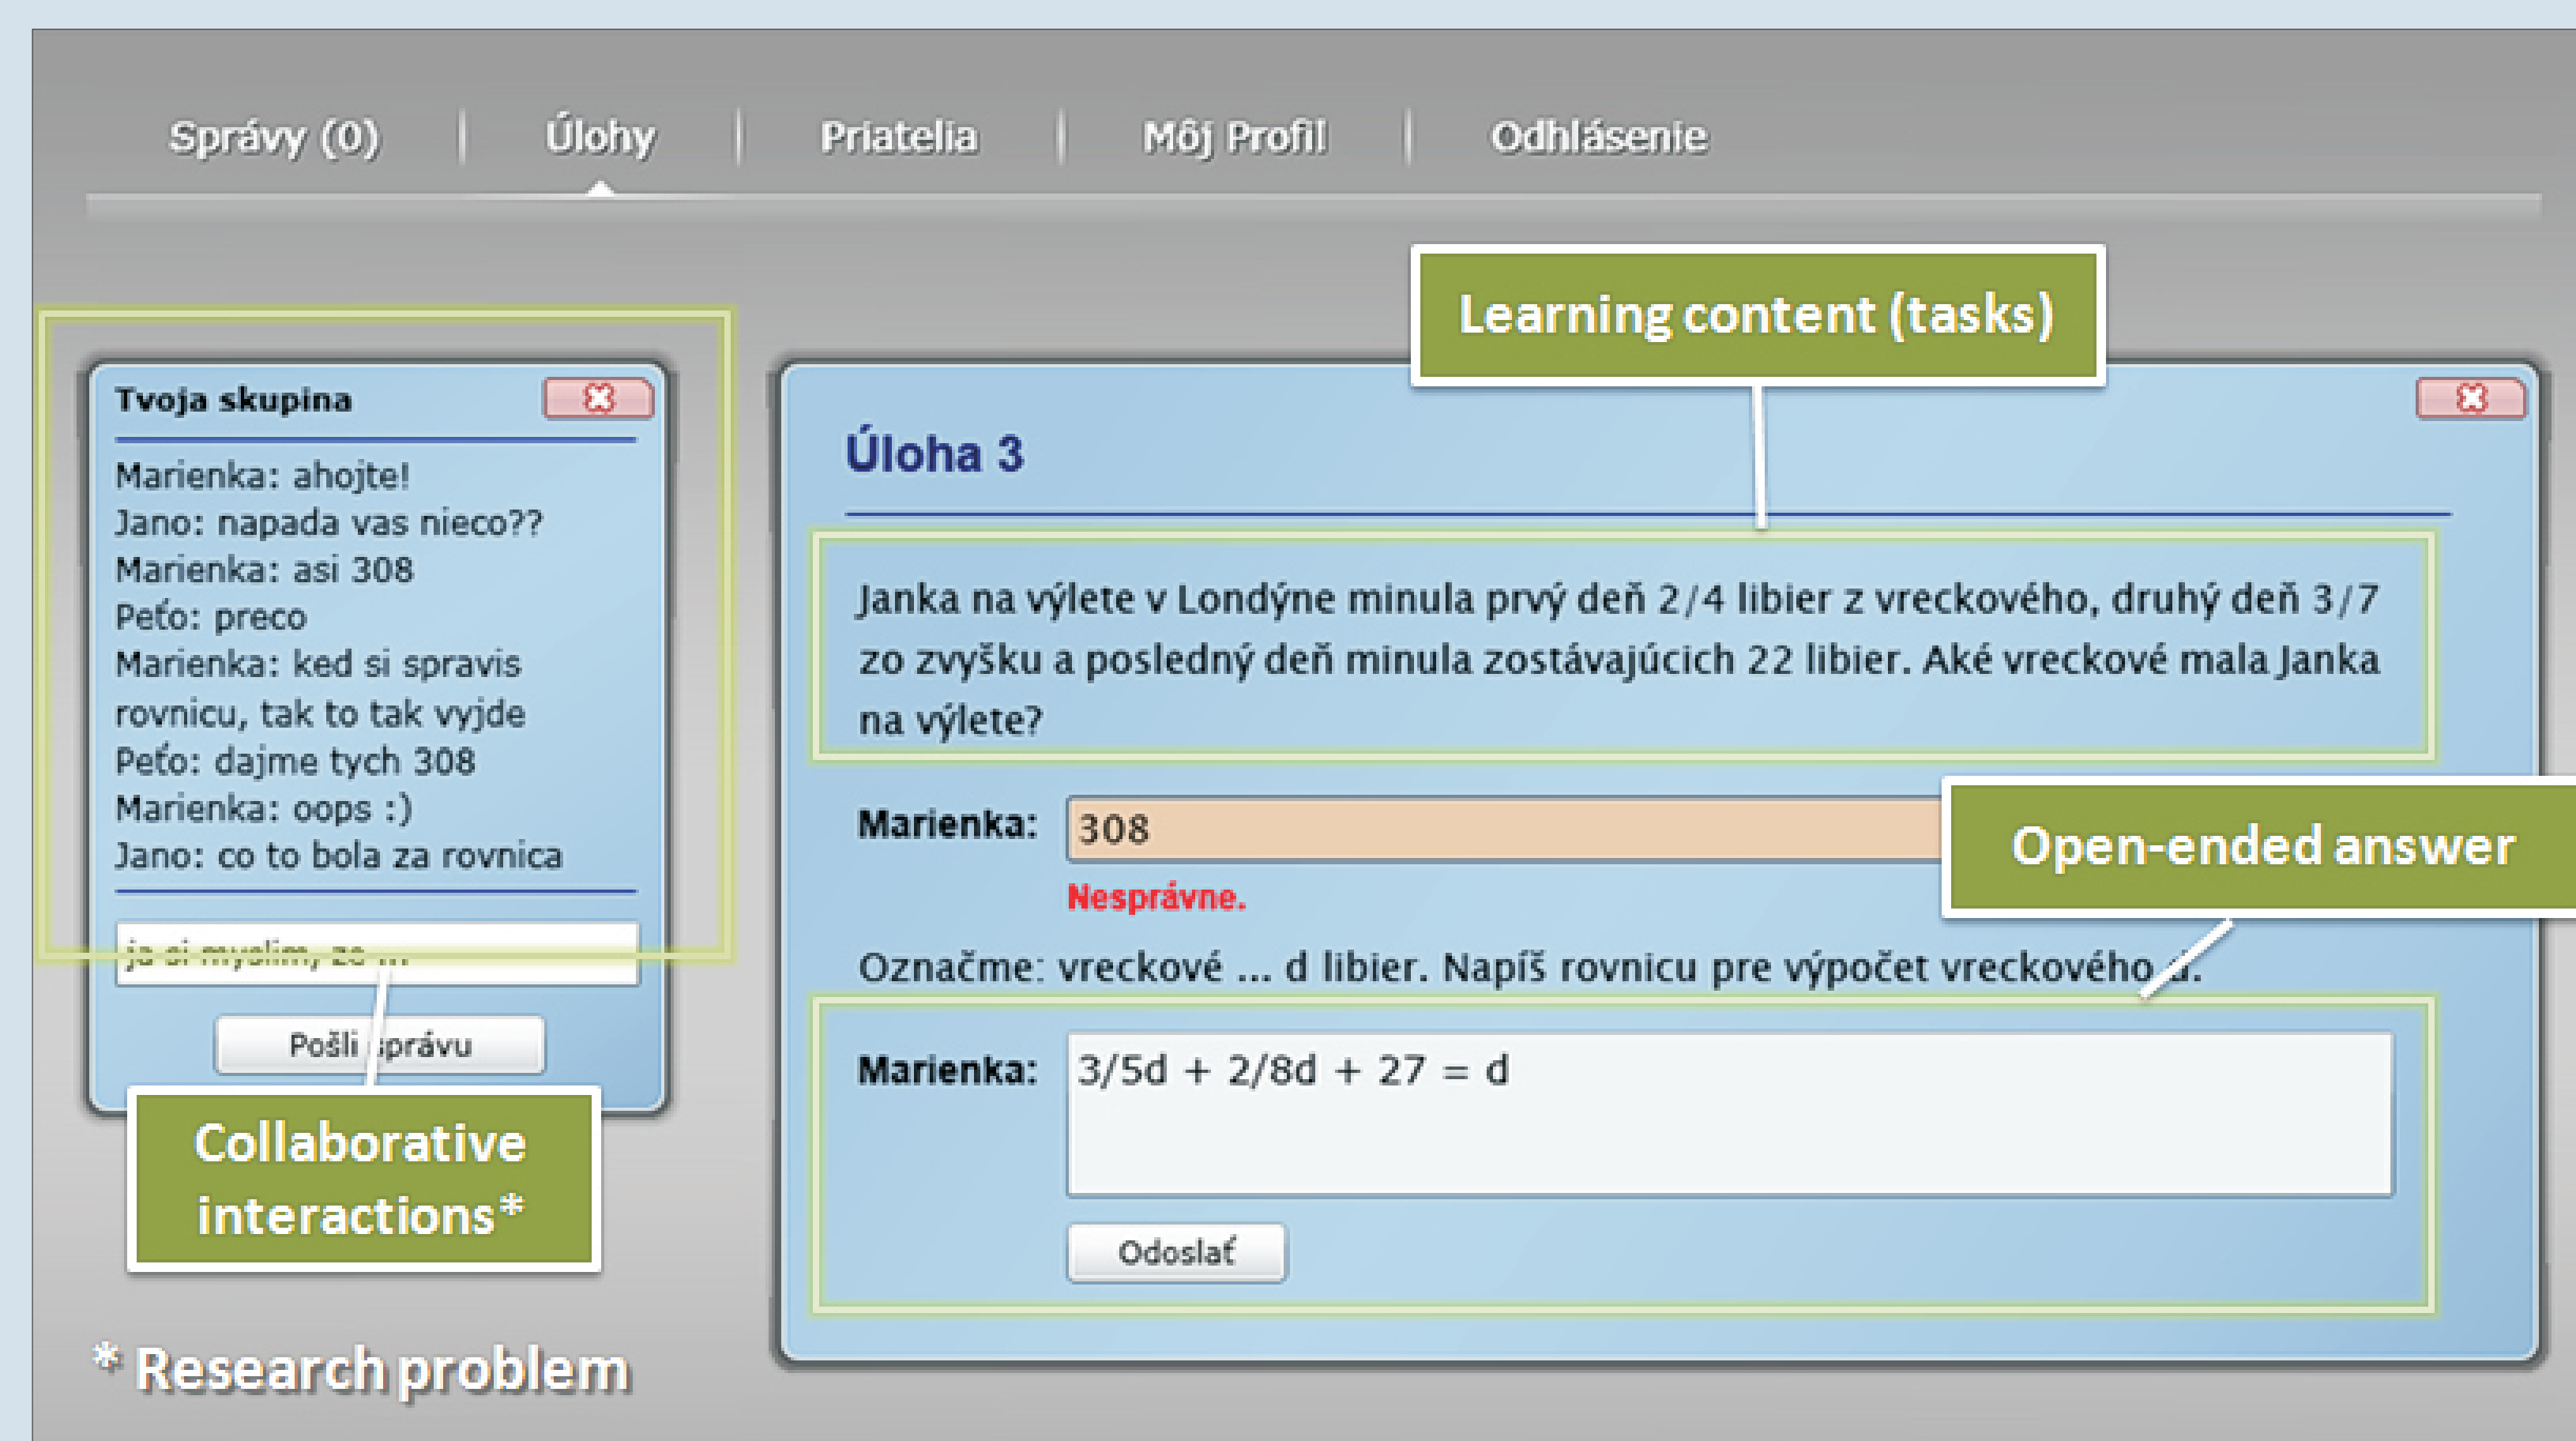 Správy (0) Úlohy Priatelia Môj Profil Odhlásenie
Learning content (tasks)
Tvoja skupina
Marienka: ahojte!
Jano: napada vas nieco??
Marienka: asi 308
Peťo: preco
Marienka: ked si spravis
rovnicu, tak to tak vyjde
Peťo: dajme tych 308
Marienka: oops :)
Jano: co to bola za rovnica
ja si myslim, ze ...
Pošli správu
Collaborative
interactions*
* Research problem
Úloha 3
Janka na výlete v Londýne minula prvý deň 2/4 libier z vreckového, druhý deň 3/7
zo zvyšku a posledný deň minula zostávajúcich 22 libier. Aké vreckové mala Janka
na výlete?
Marienka: 308
Open-ended answer
Nesprávne.
Označme: vreckové ... d libier. Napíš rovnicu pre výpočet vreckového d.
Marienka: 3/5d + 2/8d + 27 = d
Odoslať